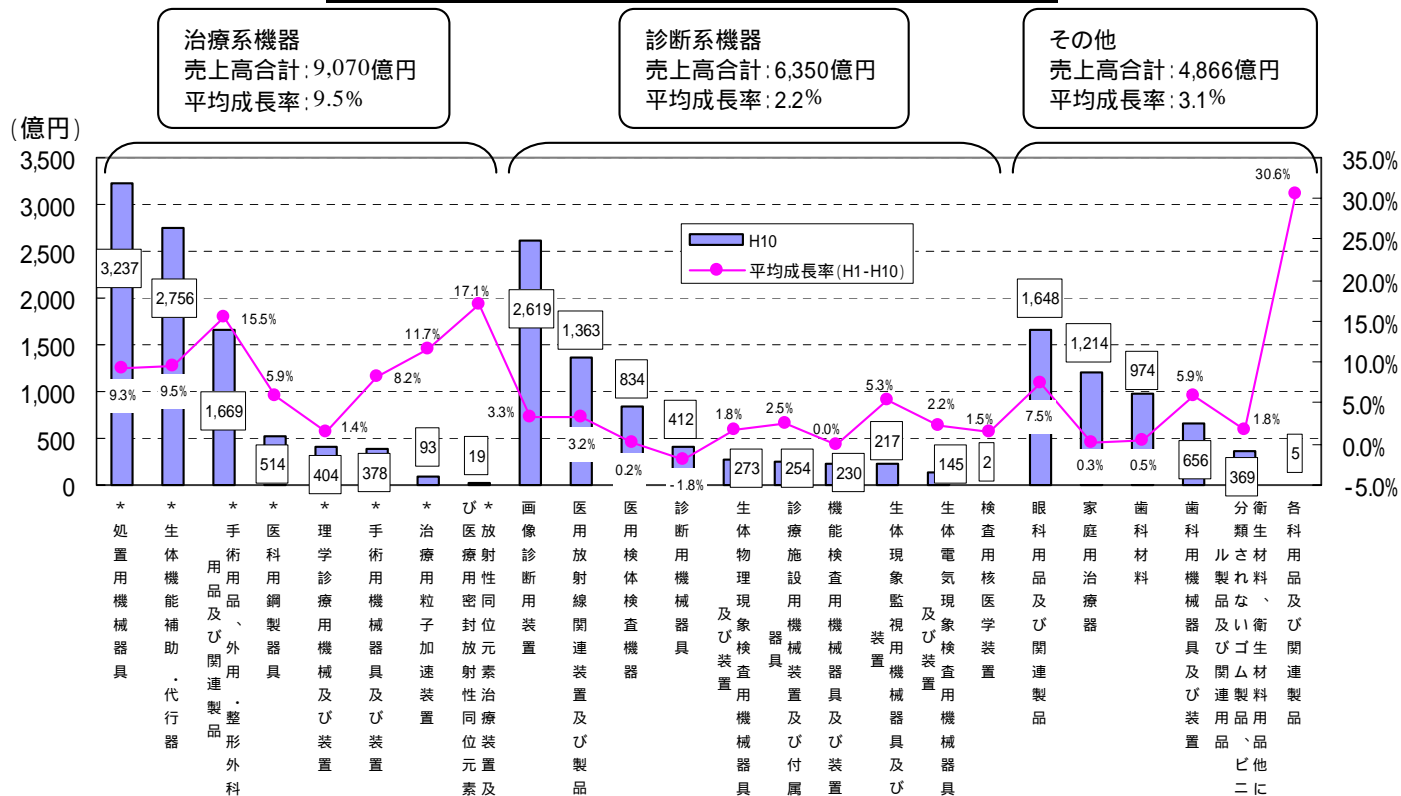 治療系機器
売上高合計:9,070億円
平均成長率:9.5%
診断系機器
売上高合計:6,350億円
平均成長率:2.2%
その他
売上高合計:4,866億円
平均成長率:3.1%
(億円)
3,500
3,000
2,500
2,000
1,500
1,000
500
0
35.0%
30.0%
25.0%
20.0%
15.0%
10.0%
5.0%
0.0%
-5.0%
H10
平均成長率(H1-H10)
3,237
2,756
1,669
514
404
378
93
19
2,619
1,363
834
412
273
254
230
217
145
2
1,648
1,214
974
656
369
5
9.3%
9.5%
15.5%
5.9%
1.4%
8.2%
11.7%
17.1%
3.3%
3.2%
0.2%
-1.8%
1.8%
2.5%
0.0%
5.3%
2.2%
1.5%
7.5%
0.3%
0.5%
5.9%
1.8%
30.6%
*処置用機械器具
*生体機能補助・代行器
*手術用品、外用・整形外科
用品及び関連製品
*医科用鋼製器具
*理学診療用機械及び装置
*手術用機械器具及び装置
*治療用粒子加速装置
*放射性同位元素治療装置及
び医療用密封放射性同位元素
画像診断用装置
医用放射線関連装置及び製品
医用検体検査機器
診断用機械器具
生体物理現象検査用機械器具
及び装置
診療施設用機械装置及び付属
器具
機能検査用機械器具及び装置
生体現象監視用機械器具及び
装置
生体電気現象検査用機械器具
及び装置
検査用核医学装置
眼科用品及び関連製品
家庭用治療器
歯科材料
歯科用機械器具及び装置
衛生材料、衛生材料用品他に
分類されないゴム製品、ビニ
ル製品及び関連用品
各科用品及び関連製品